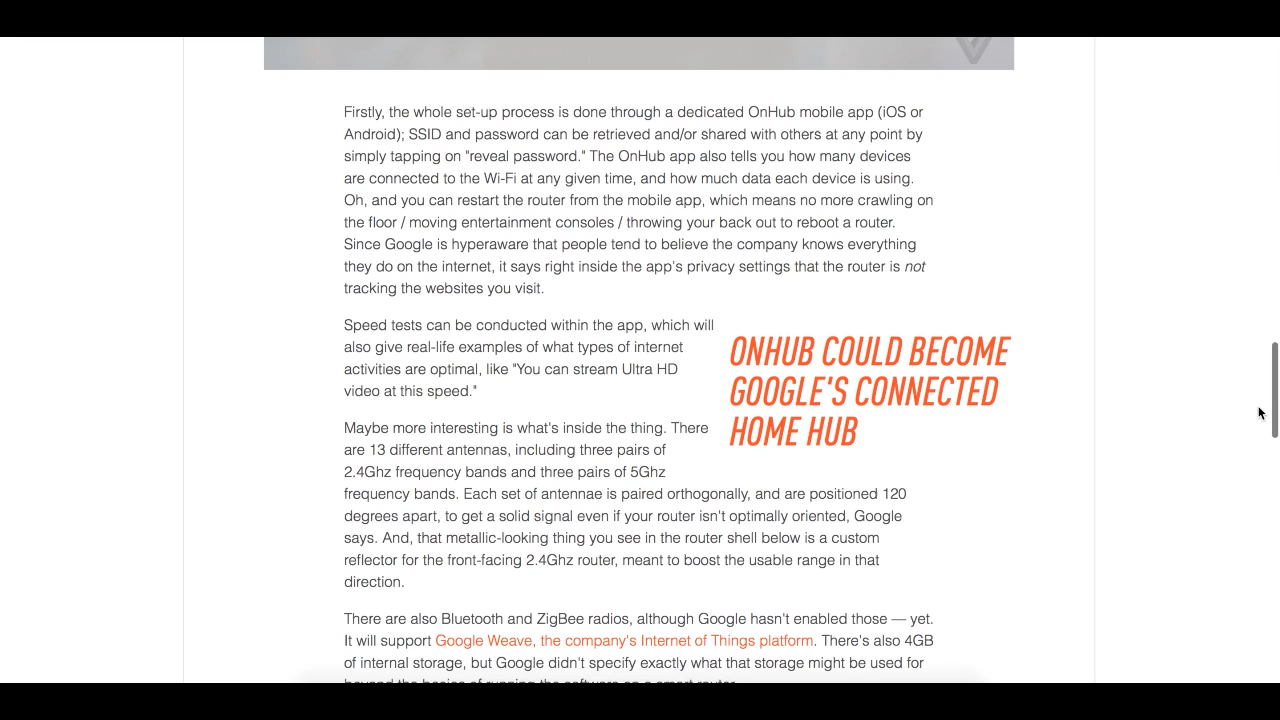 Firstly, the whole set-up process is done through a dedicated OnHub mobile app (iOS or
Android); SSID and password can be retrieved and/or shared with others at any point by
simply tapping on "reveal password." The OnHub app also tells you how many devices
are connected to the Wi-Fi at any given time, and how much data each device is using.
Oh, and you can restart the router from the mobile app, which means no more crawling on
the floor / moving entertainment consoles / throwing your back out to reboot a router.
Since Google is hyperaware that people tend to believe the company knows everything
they do on the internet, it says right inside the app's privacy settings that the router is not
tracking the websites you visit.
Speed tests can be conducted within the app, which will
also give real-life examples of what types of internet
activities are optimal, like "You can stream Ultra HD
video at this speed."
ONHUB COULD BECOME
GOOGLE'S CONNECTED
HOME HUB
Maybe more interesting is what's inside the thing. There
are 13 different antennas, including three pairs of
2.4Ghz frequency bands and three pairs of 5Ghz
frequency bands. Each set of antennae is paired orthogonally, and are positioned 120
degrees apart, to get a solid signal even if your router isn't optimally oriented, Google
says. And, that metallic-looking thing you see in the router shell below is a custom
reflector for the front-facing 2.4Ghz router, meant to boost the usable range in that
direction.
There are also Bluetooth and ZigBee radios, although Google hasn't enabled those — yet.
It will support Google Weave, the company's Internet of Things platform. There's also 4GB
of internal storage, but Google didn't specify exactly what that storage might be used for
beyond the basics of running the software on a smart router.